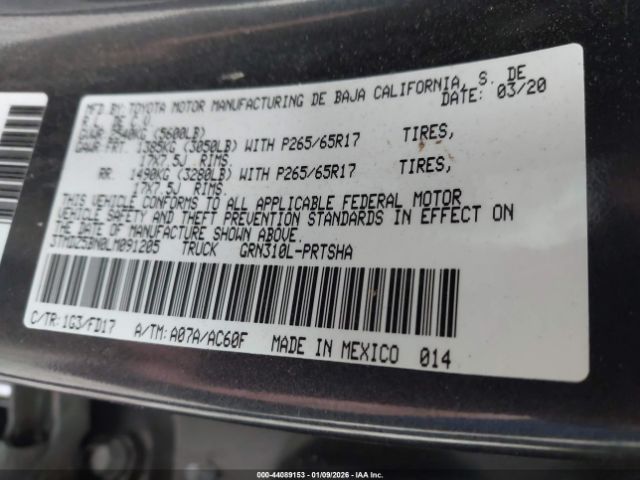 MFD. BY: TOYOTA MOTOR MANUFACTURING DE BAJA CALIFORNIA, S. DE
R. L. DE C.V. DATE: 03/20
GVWR 2540KG (5600LB)
GAWR FRT. 1385KG (3050LB) WITH P265/65R17 TIRES,
17X7.5J RIMS.
RR. 1490KG (3280LB) WITH P265/65R17 TIRES,
17X7.5J RIMS.
THIS VEHICLE CONFORMS TO ALL APPLICABLE FEDERAL MOTOR
VEHICLE SAFETY AND THEFT PREVENTION STANDARDS IN EFFECT ON
THE DATE OF MANUFACTURE SHOWN ABOVE.
3TMDZ5BN0LM091205 TRUCK GRN310L-PRTSHA
C/TR: 1G3/FD17 A/TM: A07A/AC60F MADE IN MEXICO 014
000-44089153 | 01/09/2026 - IAA Inc.